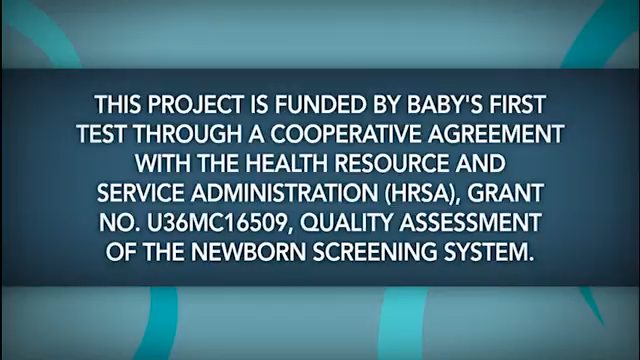 THIS PROJECT IS FUNDED BY BABY'S FIRST
TEST THROUGH A COOPERATIVE AGREEMENT
WITH THE HEALTH RESOURCE AND
SERVICE ADMINISTRATION (HRSA), GRANT
NO. U36MC16509, QUALITY ASSESSMENT
OF THE NEWBORN SCREENING SYSTEM.